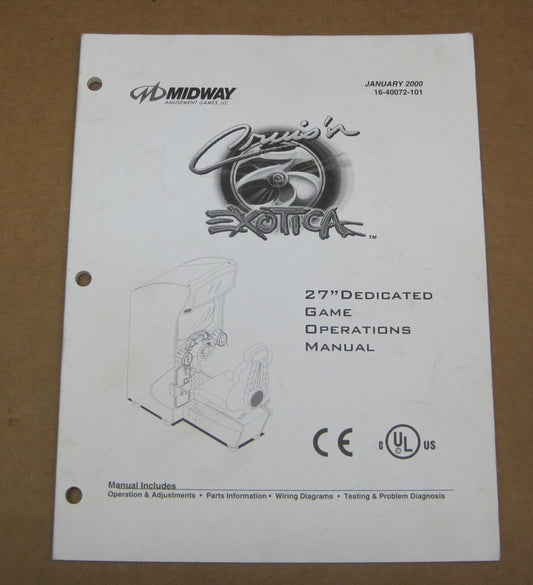 MIDWAY
AMUSEMENT GAMES, LLC
JANUARY 2000
16-40072-101
Cruis'n
EXOTICA
TM
27"DEDICATED
GAME
OPERATIONS
MANUAL
CE
C UL US
Manual Includes
Operation & Adjustments • Parts Information • Wiring Diagrams • Testing & Problem Diagnosis